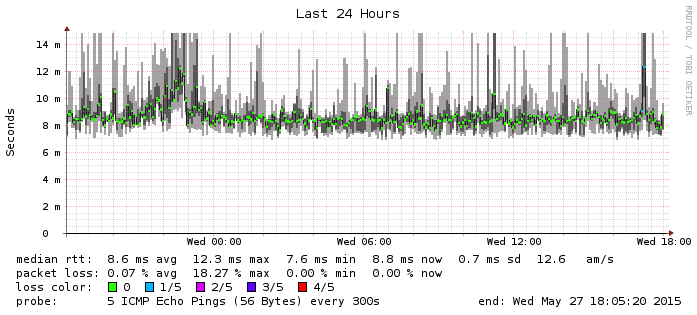 Last 24 Hours
RRDTOOL / TOBI OETIKER
Seconds
14 m
12 m
10 m
8 m
6 m
4 m
2 m
0
Wed 00:00 Wed 06:00 Wed 12:00 Wed 18:00
median rtt: 8.6 ms avg 12.3 ms max 7.6 ms min 8.8 ms now 0.7 ms sd 12.6 am/s
packet loss: 0.07 % avg 18.27 % max 0.00 % min 0.00 % now
loss color: 0 1/5 2/5 3/5 4/5
probe: 5 ICMP Echo Pings (56 Bytes) every 300s end: Wed May 27 18:05:20 2015